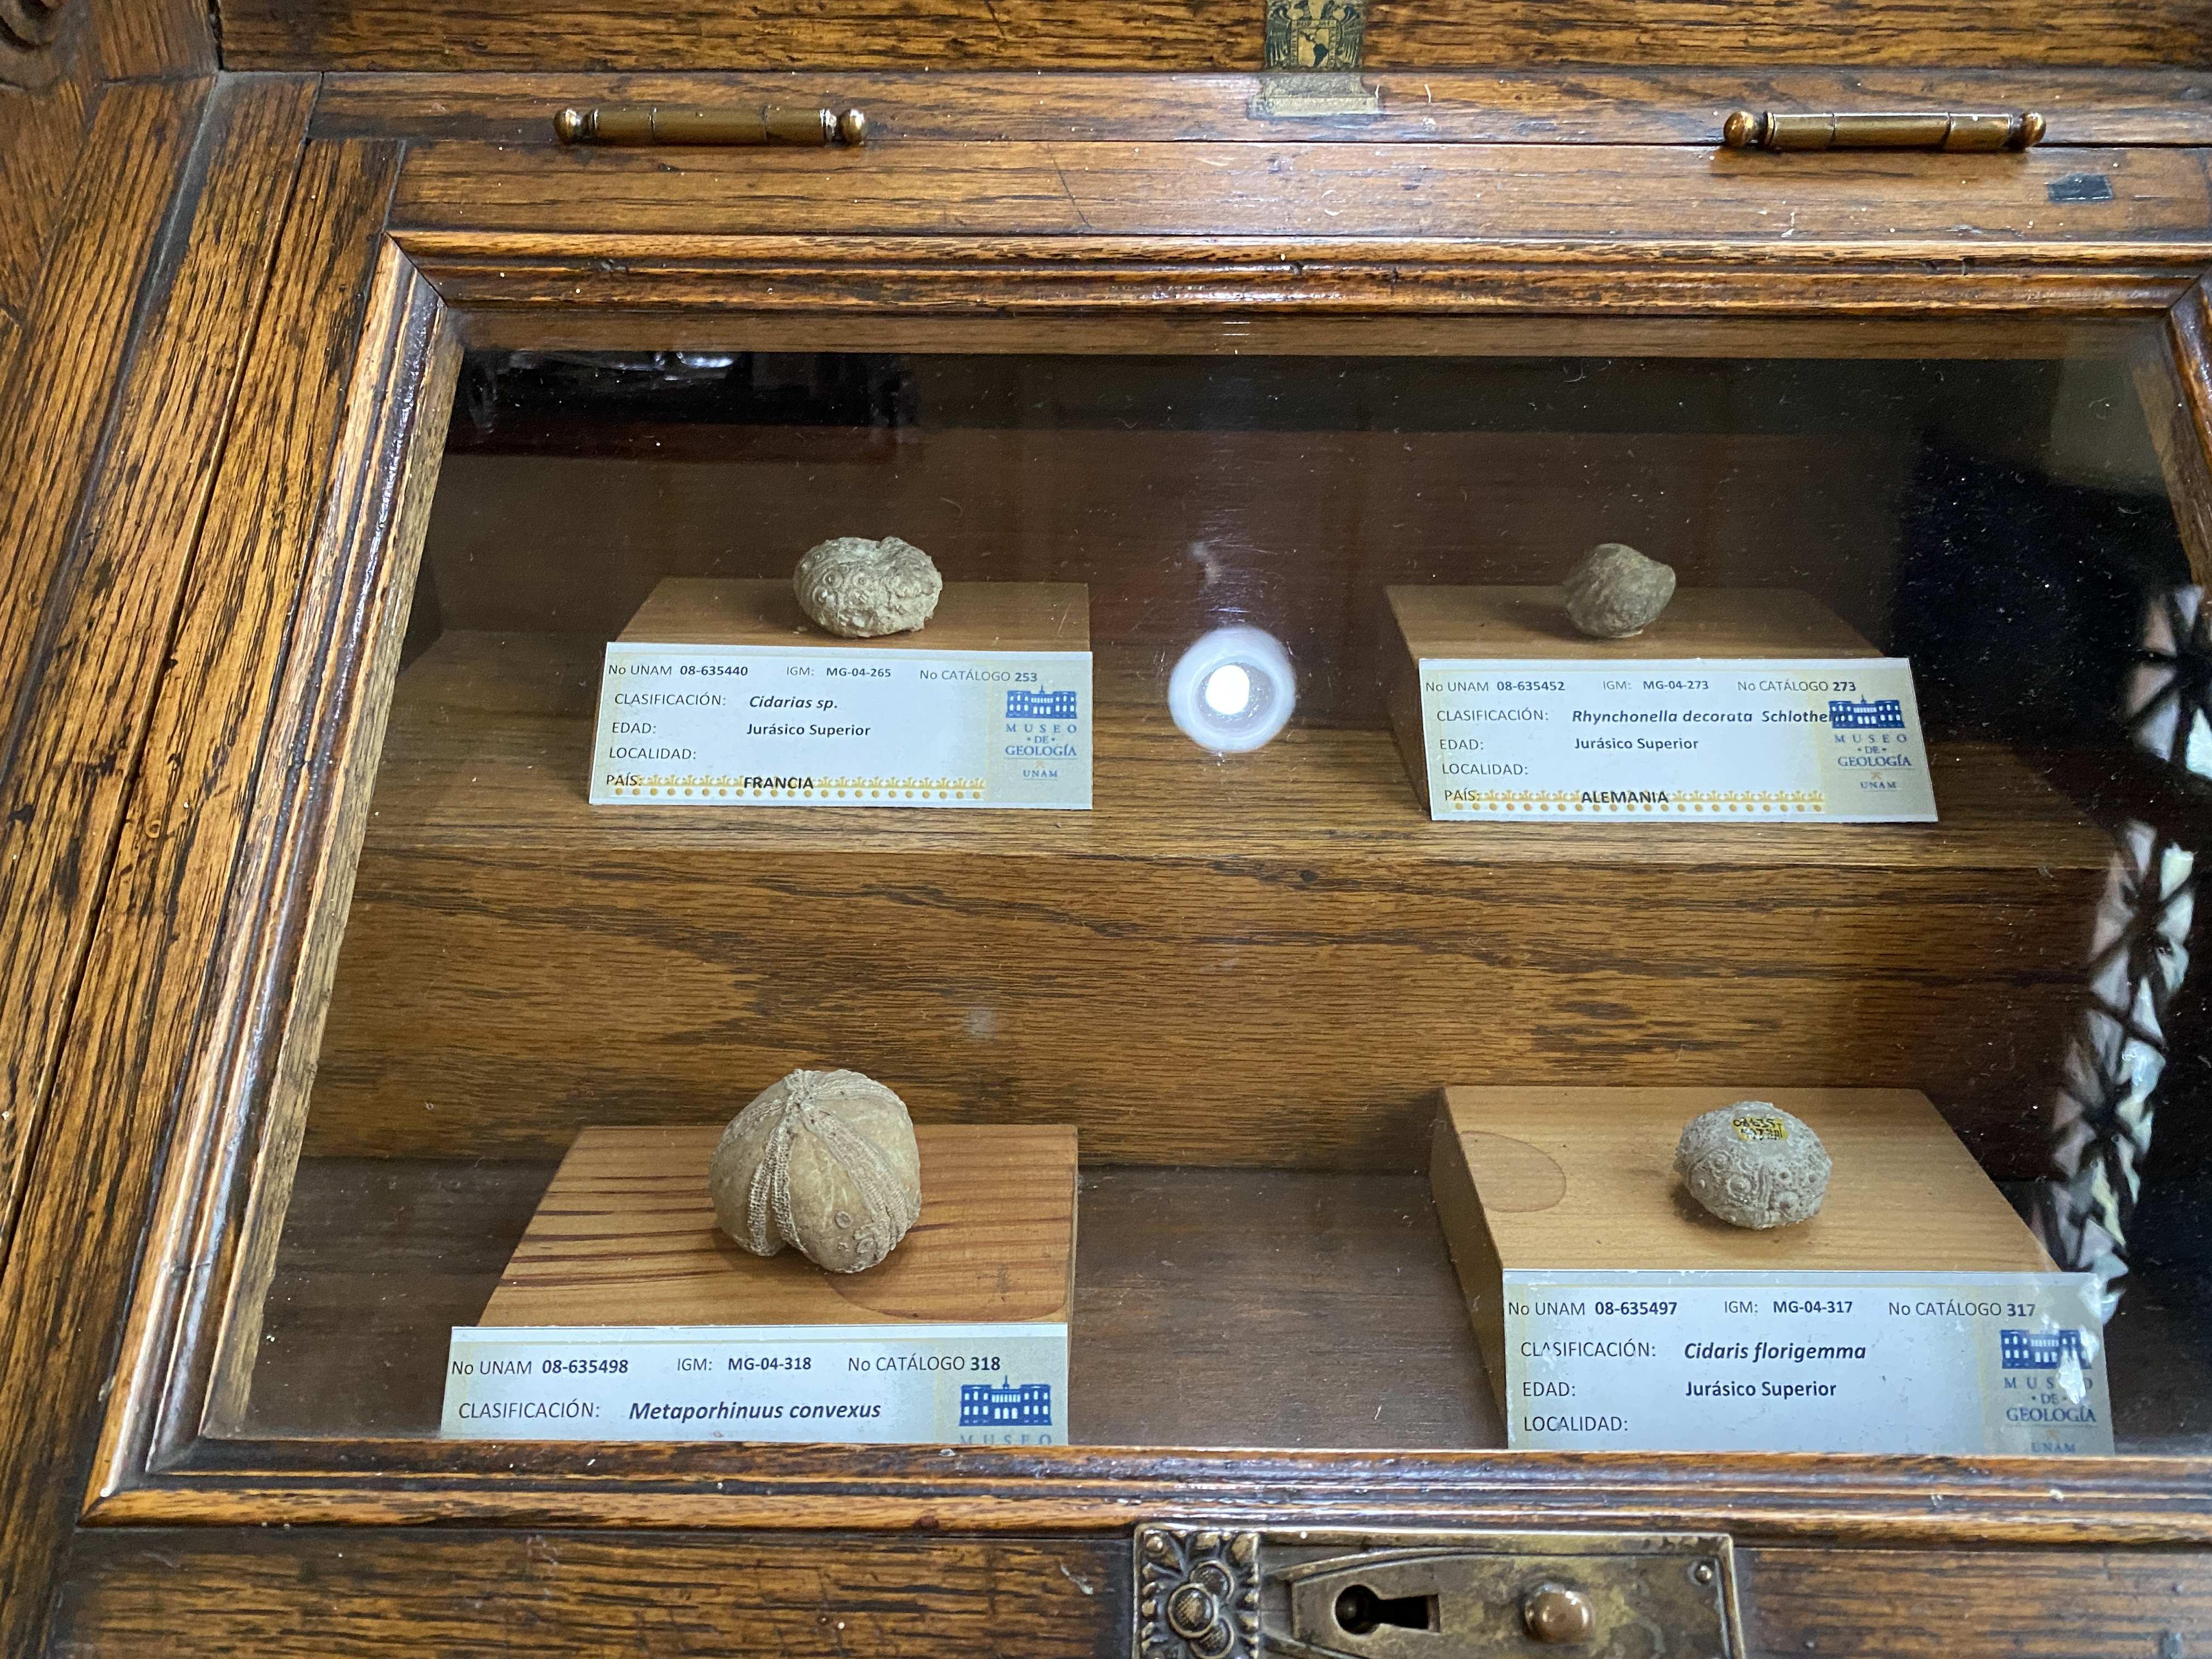 No UNAM 08-635440 IGM: MG-04-265 No CATÁLOGO 253
CLASIFICACIÓN: Cidarias sp.
EDAD: Jurásico Superior
LOCALIDAD:
PAÍS: FRANCIA
MUSEO
•DE•
GEOLOGÍA
UNAM
No UNAM 08-635452 IGM: MG-04-273 No CATÁLOGO 273
CLASIFICACIÓN: Rhynchonella decorata Schlothei
EDAD: Jurásico Superior
LOCALIDAD:
PAÍS: ALEMANIA
MUSEO
•DE•
GEOLOGÍA
UNAM
No UNAM 08-635498 IGM: MG-04-318 No CATÁLOGO 318
CLASIFICACIÓN: Metaporhinuus convexus
MUSEO
No UNAM 08-635497 IGM: MG-04-317 No CATÁLOGO 317
CLASIFICACIÓN: Cidaris florigemma
EDAD: Jurásico Superior
LOCALIDAD:
MUSEO
•DE•
GEOLOGÍA
UNAM